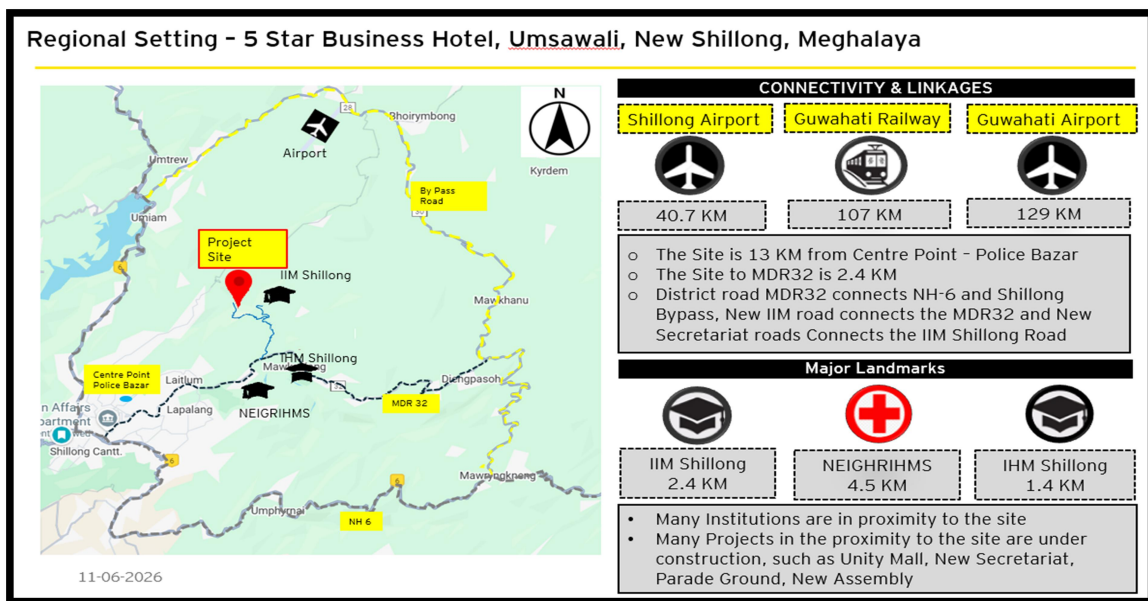 Regional Setting – 5 Star Business Hotel, Umsawali, New Shillong, Meghalaya
N
28
Bhoirymbong
Airport
Umtrew
Kyrdem
By Pass
Road
Umiam
Project
Site
6
IIM Shillong
Mawkhanu
IHM Shillong
Centre Point
Police Bazar
Laitlum
Diengpasoh
Lapalang
MDR 32
NEIGRIHMS
n Affairs
Shillong Cantt.
6
Mawryngkneng
6
Umphyrnai
NH 6
11-06-2026
CONNECTIVITY & LINKAGES
Shillong Airport
Guwahati Railway
Guwahati Airport
40.7 KM
107 KM
129 KM
o The Site is 13 KM from Centre Point – Police Bazar
o The Site to MDR32 is 2.4 KM
o District road MDR32 connects NH-6 and Shillong
Bypass, New IIM road connects the MDR32 and New
Secretariat roads Connects the IIM Shillong Road
Major Landmarks
IIM Shillong
2.4 KM
NEIGHRIHMS
4.5 KM
IHM Shillong
1.4 KM
• Many Institutions are in proximity to the site
• Many Projects in the proximity to the site are under
construction, such as Unity Mall, New Secretariat,
Parade Ground, New Assembly